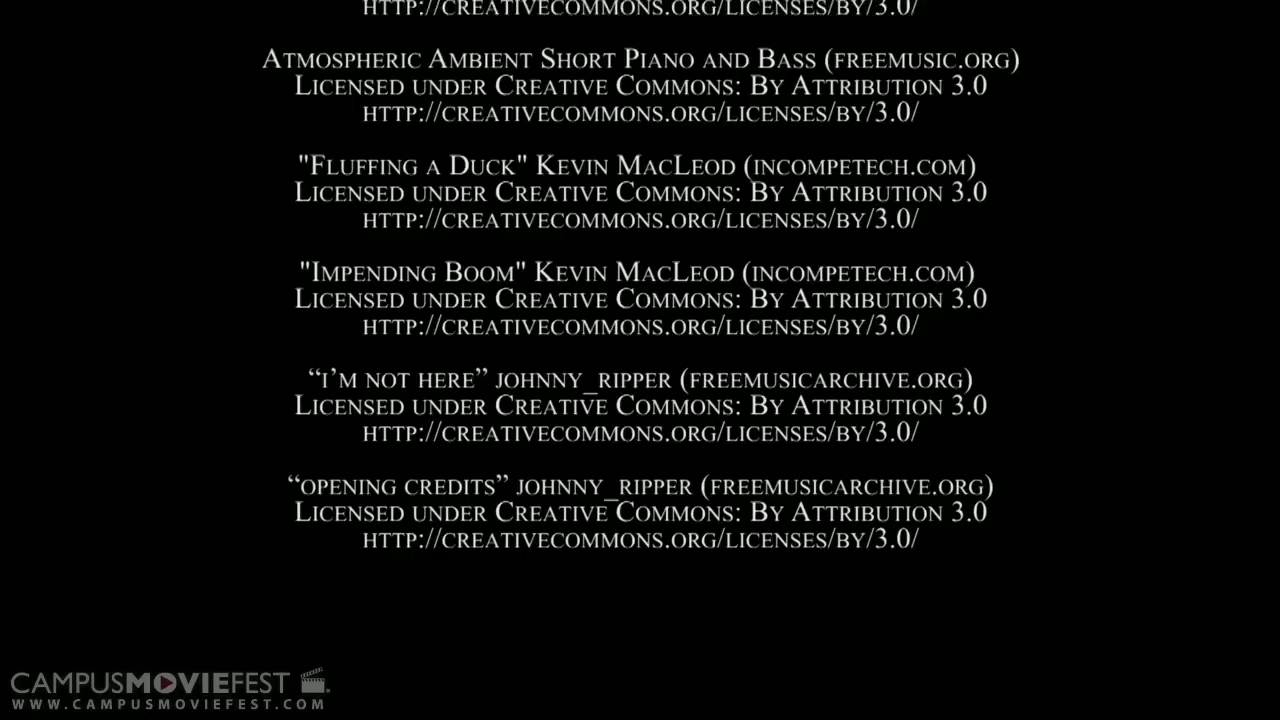 HTTP://CREATIVECOMMONS.ORG/LICENSES/BY/3.0/
ATMOSPHERIC AMBIENT SHORT PIANO AND BASS (FREEMUSIC.ORG)
LICENSED UNDER CREATIVE COMMONS: BY ATTRIBUTION 3.0
HTTP://CREATIVECOMMONS.ORG/LICENSES/BY/3.0/
"FLUFFING A DUCK" KEVIN MACLEOD (INCOMPETECH.COM)
LICENSED UNDER CREATIVE COMMONS: BY ATTRIBUTION 3.0
HTTP://CREATIVECOMMONS.ORG/LICENSES/BY/3.0/
"IMPENDING BOOM" KEVIN MACLEOD (INCOMPETECH.COM)
LICENSED UNDER CREATIVE COMMONS: BY ATTRIBUTION 3.0
HTTP://CREATIVECOMMONS.ORG/LICENSES/BY/3.0/
“I’M NOT HERE” JOHNNY_RIPPER (FREEMUSICARCHIVE.ORG)
LICENSED UNDER CREATIVE COMMONS: BY ATTRIBUTION 3.0
HTTP://CREATIVECOMMONS.ORG/LICENSES/BY/3.0/
“OPENING CREDITS” JOHNNY_RIPPER (FREEMUSICARCHIVE.ORG)
LICENSED UNDER CREATIVE COMMONS: BY ATTRIBUTION 3.0
HTTP://CREATIVECOMMONS.ORG/LICENSES/BY/3.0/
CAMPUSMOVIEFEST
WWW.CAMPUSMOVIEFEST.COM